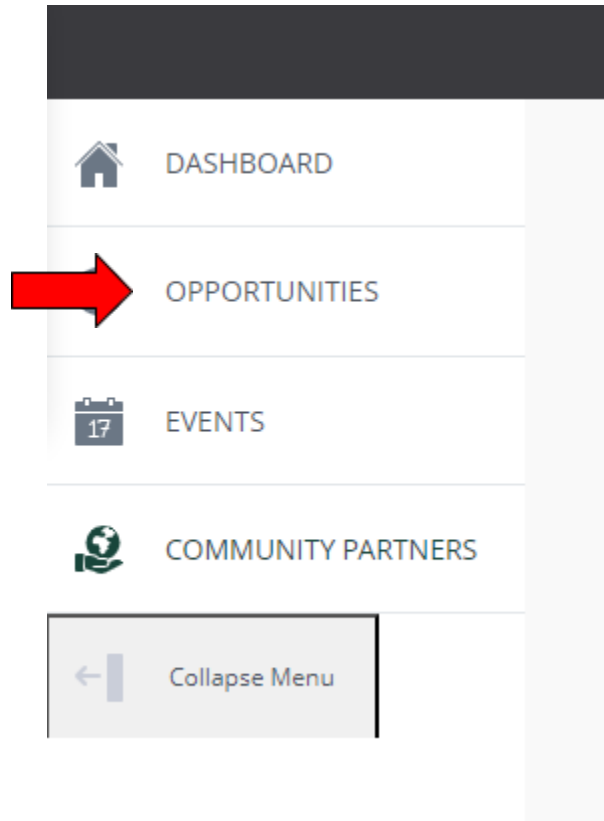 DASHBOARD
OPPORTUNITIES
17
EVENTS
COMMUNITY PARTNERS
Collapse Menu